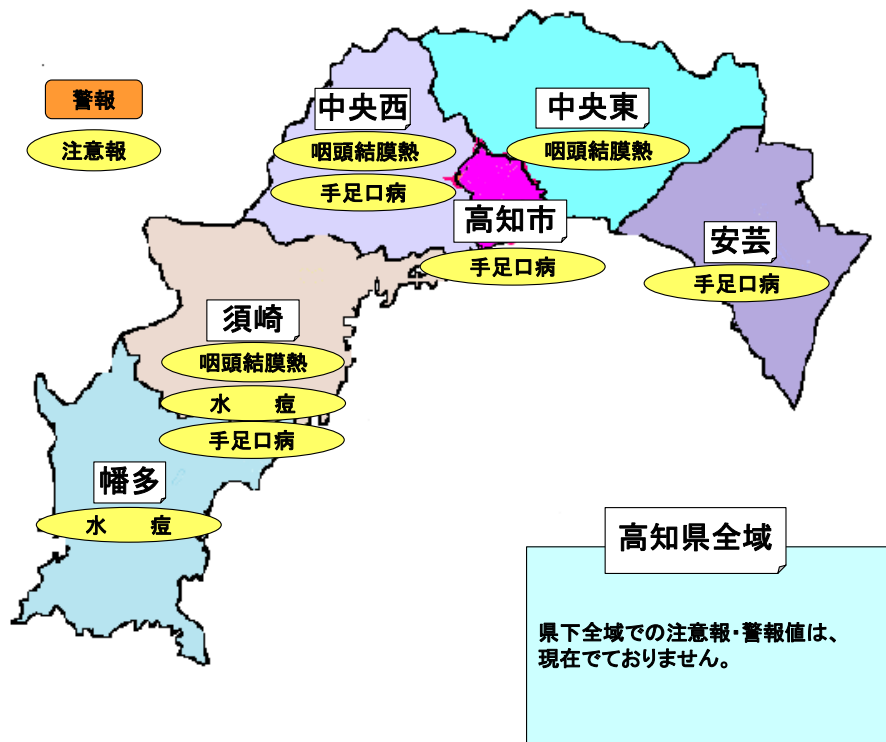 警報
注意報
中央西
咽頭結膜熱
手足口病
中央東
咽頭結膜熱
高知市
手足口病
安芸
手足口病
須崎
咽頭結膜熱
水　痘
手足口病
幡多
水　痘
高知県全域
県下全域での注意報・警報値は、
現在でておりません。